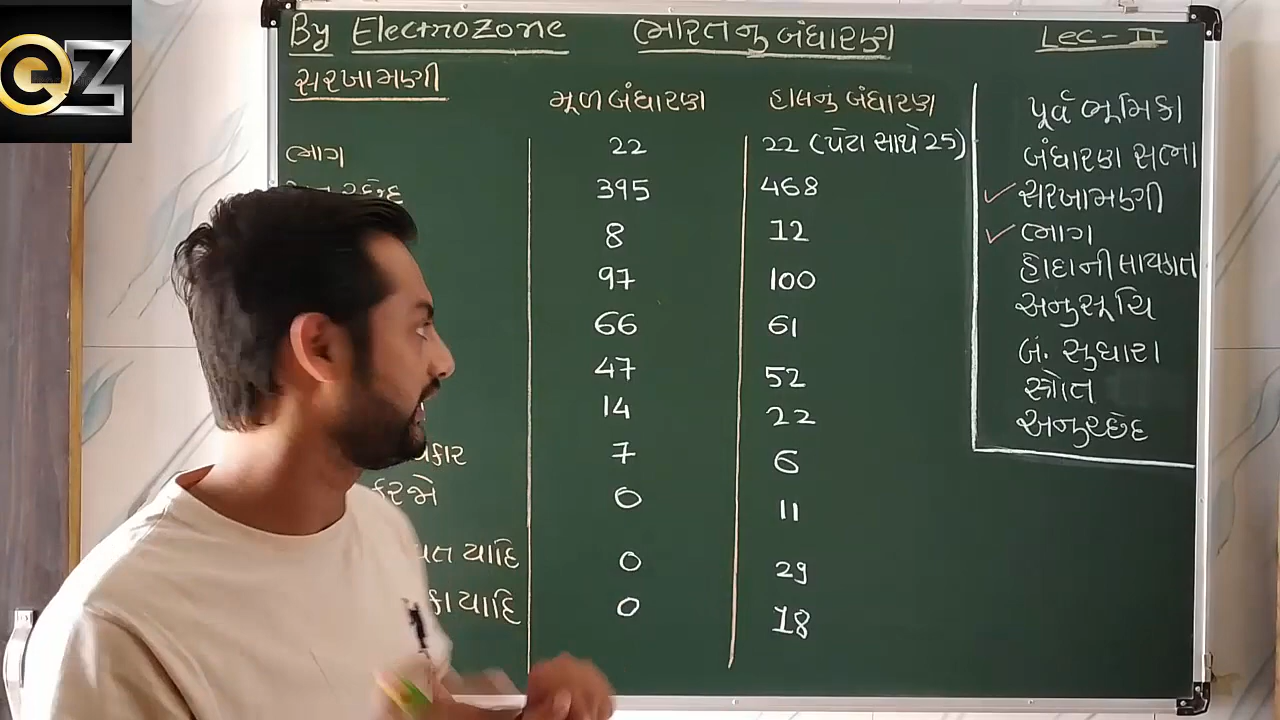 eZ
By ElectroZone ભારતનુ બંધારણ Lec-II
સરખામણી
મૂળ બંધારણ હાલનુ બંધારણ
ભાગ 22 22 (પેટા સાથે 25)
395 468
8 12
97 100
66 61
47 52
14 22
7 6
0 11
યાદિ 0 29
યાદિ 0 18
પૂર્વ ભૂમિકા
બંધારણ સભા
સરખામણી
ભાગ
હોદાની લાયકાત
અનુસૂચિ
બં. સુધારા
સ્ત્રોત
અનુચ્છેદ